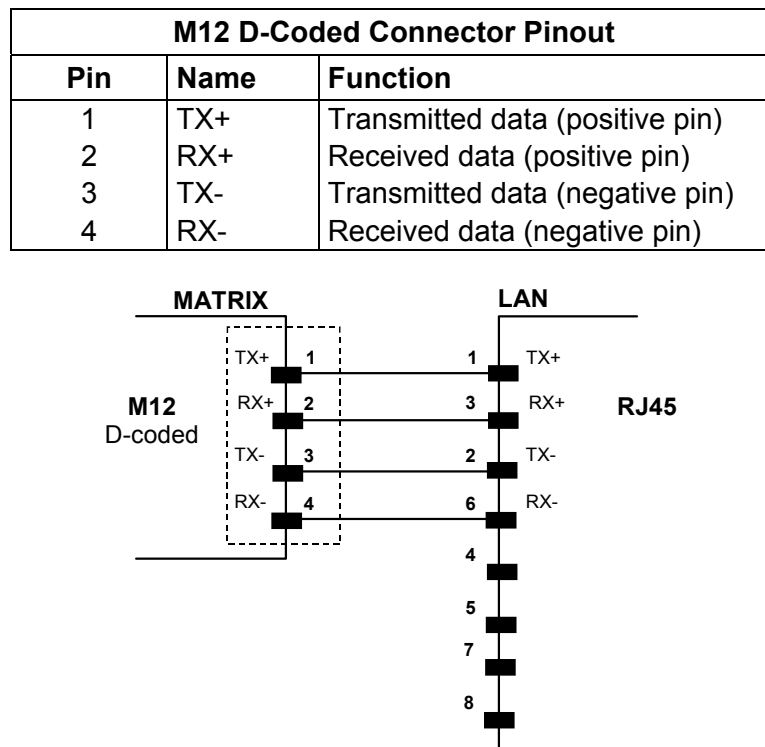 M12 D-Coded Connector Pinout
Pin Name Function
1 TX+ Transmitted data (positive pin)
2 RX+ Received data (positive pin)
3 TX- Transmitted data (negative pin)
4 RX- Received data (negative pin)
MATRIX LAN
TX+ 1 1 TX+
M12 RX+ 2 3 RX+ RJ45
D-coded
TX- 3 2 TX-
RX- 4 6 RX-
4
5
7
8